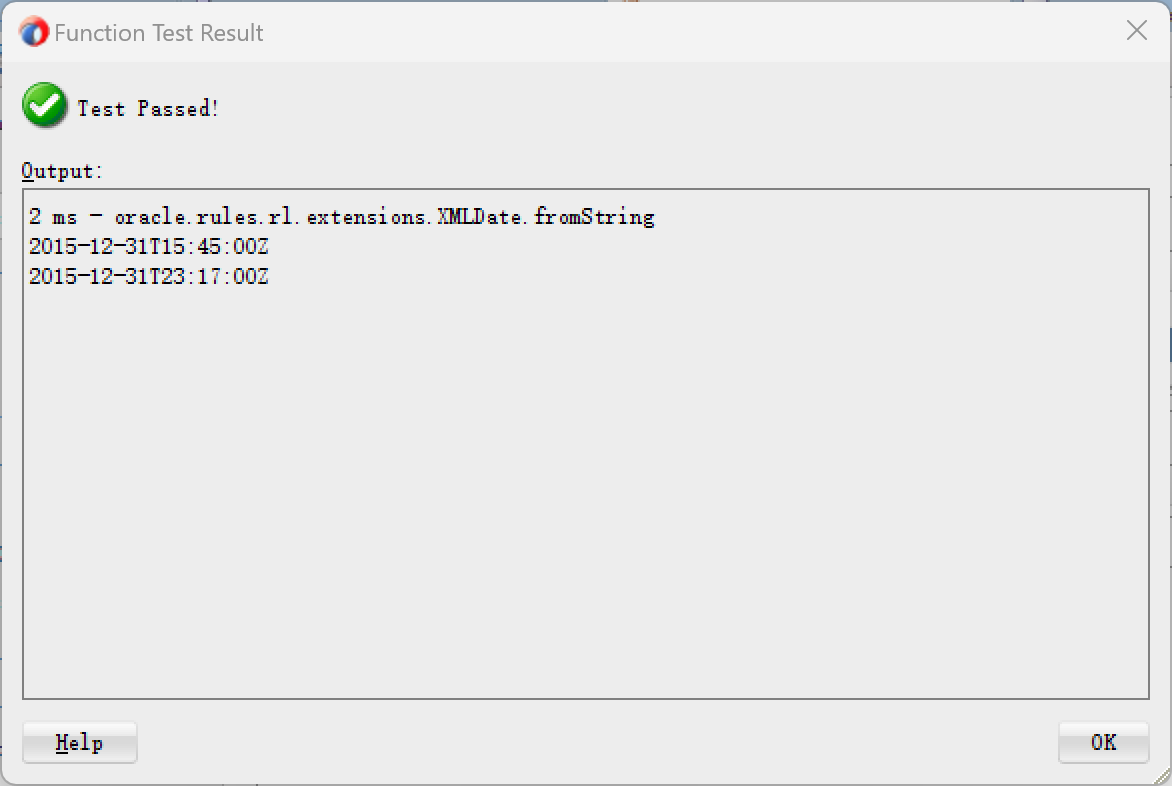 Function Test Result
Test Passed!
Output:
2 ms - oracle.rules.rl.extensions.XMLDate.fromString
2015-12-31T15:45:00Z
2015-12-31T23:17:00Z
Help
OK